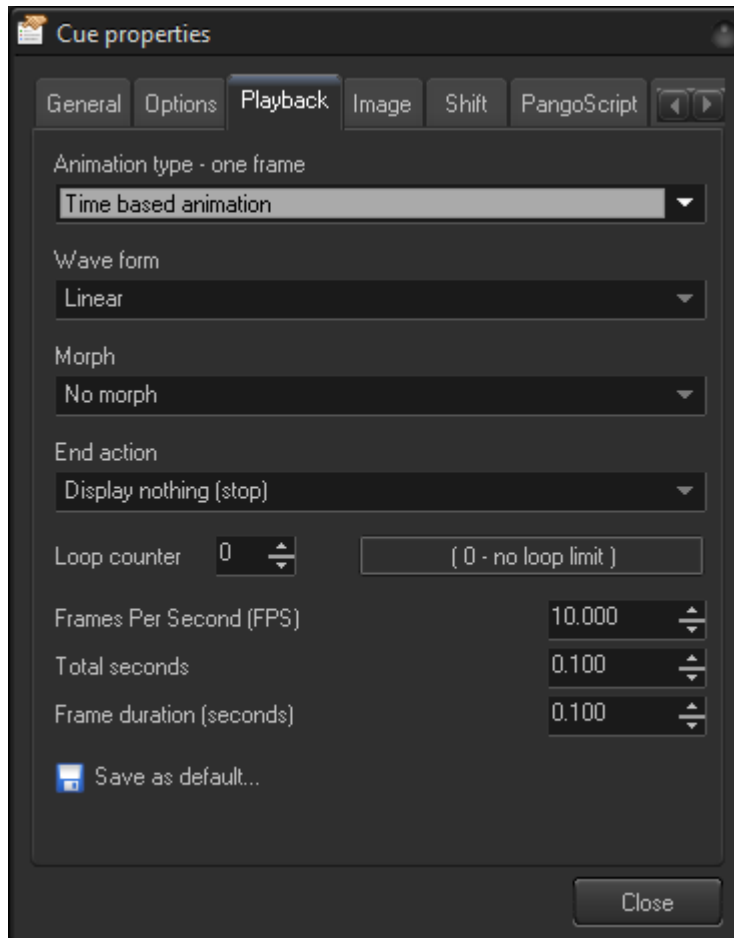 Cue properties
General Options Playback Image Shift PangoScript
Animation type - one frame
Time based animation
Wave form
Linear
Morph
No morph
End action
Display nothing (stop)
Loop counter 0 ( 0 - no loop limit )
Frames Per Second (FPS) 10.000
Total seconds 0.100
Frame duration (seconds) 0.100
Save as default...
Close